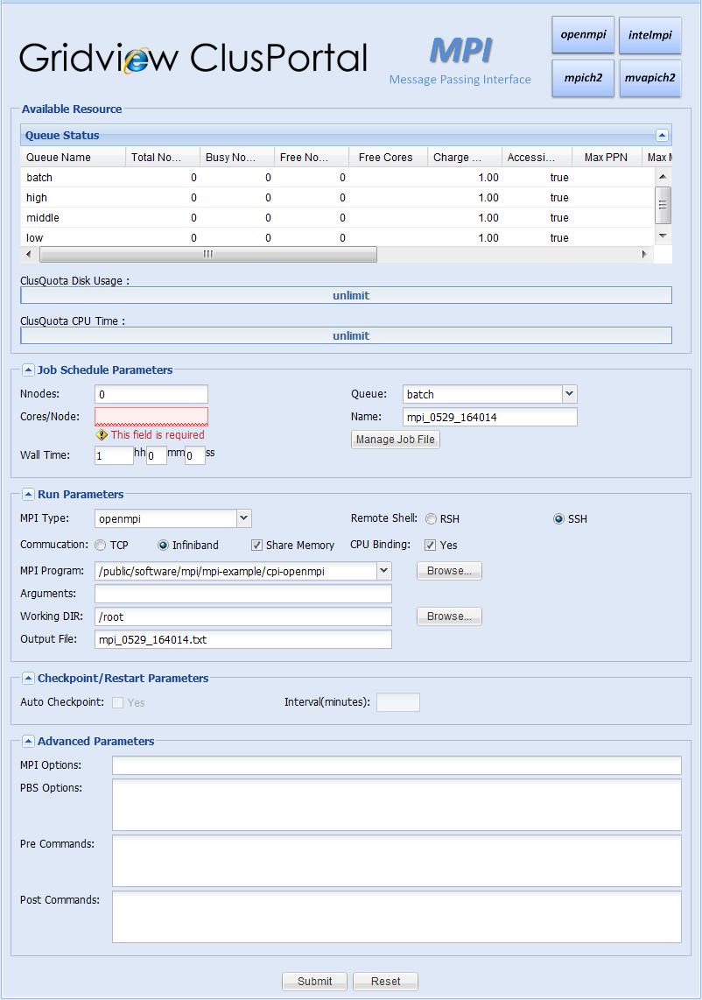 Gridview ClusPortal
MPI
Message Passing Interface
openmpi intelmpi
mpich2 mvapich2
Available Resource
Queue Status
Queue Name Total No... Busy No... Free No... Free Cores Charge ... Accessi... Max PPN Max M
batch 0 0 0 1.00 true
high 0 0 0 1.00 true
middle 0 0 0 1.00 true
low 0 0 0 1.00 true
ClusQuota Disk Usage :
unlimit
ClusQuota CPU Time :
unlimit
Job Schedule Parameters
Nnodes: 0 Queue: batch
Cores/Node: Name: mpi_0529_164014
This field is required Manage Job File
Wall Time: 1 hh 0 mm 0 ss
Run Parameters
MPI Type: openmpi Remote Shell: RSH SSH
Commucation: TCP Infiniband Share Memory CPU Binding: Yes
MPI Program: /public/software/mpi/mpi-example/cpi-openmpi Browse...
Arguments:
Working DIR: /root Browse...
Output File: mpi_0529_164014.txt
Checkpoint/Restart Parameters
Auto Checkpoint: Yes Interval(minutes):
Advanced Parameters
MPI Options:
PBS Options:
Pre Commands:
Post Commands:
Submit Reset